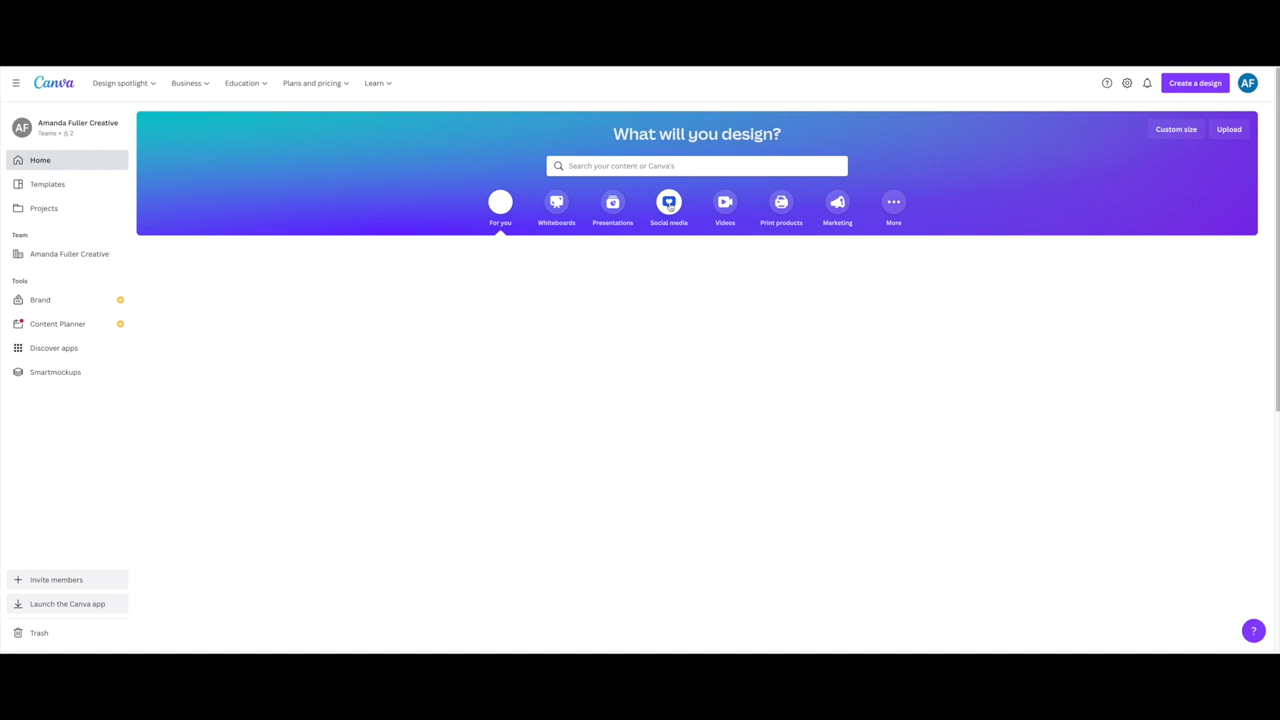 Canva
Design spotlight
Business
Education
Plans and pricing
Learn
Create a design
AF
AF
Amanda Fuller Creative
Teams • 2
Home
Templates
Projects
Team
Amanda Fuller Creative
Tools
Brand
Content Planner
Discover apps
Smartmockups
Invite members
Launch the Canva app
Trash
What will you design?
Custom size
Upload
Search your content or Canva's
For you
Whiteboards
Presentations
Social media
Videos
Print products
Marketing
More
?